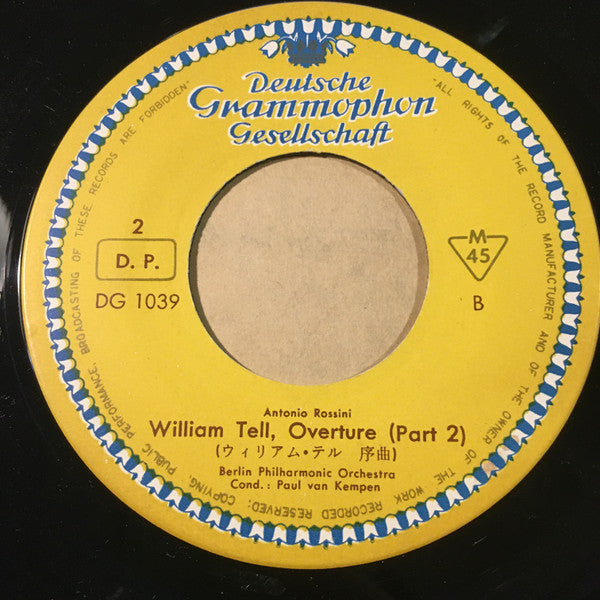 Deutsche
Grammophon
Gesellschaft
"ALL RIGHTS OF THE RECORD MANUFACTURER AND OF THE OWNER OF THE RECORDED WORK RESERVED: COPYING PUBLIC PERFORMANCE, BROADCASTING OF THESE RECORDS ARE FORBIDDEN"
2
D. P.
DG 1039
M
45
B
Antonio Rossini
William Tell, Overture (Part 2)
(ウィリアム・テル 序曲)
Berlin Philharmonic Orchestra
Cond.: Paul van Kempen